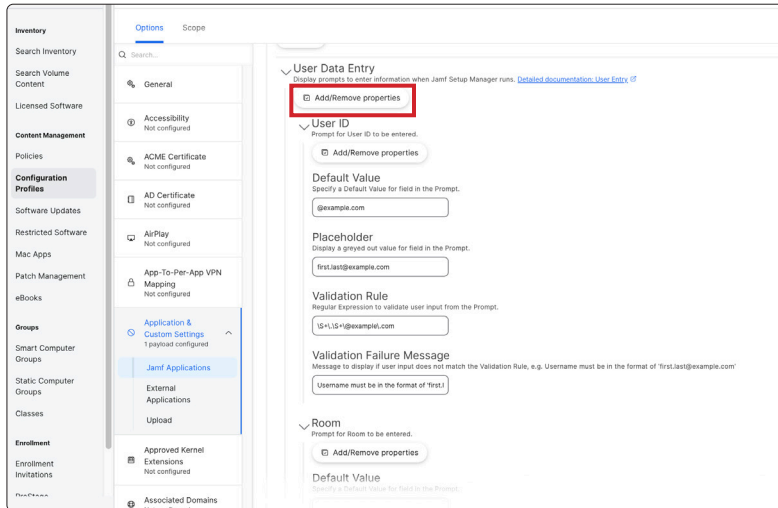 Inventory
Search Inventory
Search Volume
Content
Licensed Software
Content Management
Policies
Configuration
Profiles
Software Updates
Restricted Software
Mac Apps
Patch Management
eBooks
Groups
Smart Computer
Groups
Static Computer
Groups
Classes
Enrollment
Enrollment
Invitations
Options
Scope
Search...
General
Accessibility
Not configured
ACME Certificate
Not configured
AD Certificate
Not configured
AirPlay
Not configured
App-To-Per-App VPN
Mapping
Not configured
Application &
Custom Settings
1 payload configured
Jamf Applications
External
Applications
Upload
Approved Kernel
Extensions
Not configured
Associated Domains
User Data Entry
Display prompts to enter information when Jamf Setup Manager runs. Detailed documentation: User Entry
Add/Remove properties
User ID
Prompt for User ID to be entered.
Add/Remove properties
Default Value
Specify a Default Value for field in the Prompt.
@example.com
Placeholder
Display a greyed out value for field in the Prompt.
first.last@example.com
Validation Rule
Regular Expression to validate user input from the Prompt.
\S+\.\S+\@example\.com
Validation Failure Message
Message to display if user input does not match the Validation Rule, e.g. Username must be in the format of 'first.last@example.com'
Username must be in the format of 'first.l
Room
Prompt for Room to be entered.
Add/Remove properties
Default Value
Specify a Default Value for field in the Prompt.